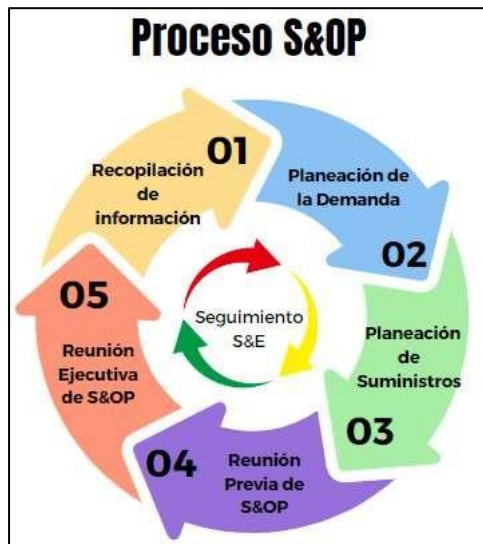 Proceso S&OP
01
Recopilación
de
información
Planeación de
la Demanda
02
Planeación
de
Suministros
03
04
Reunión
Previa de
S&OP
05
Reunión
Ejecutiva
de S&OP
Seguimiento
S&E